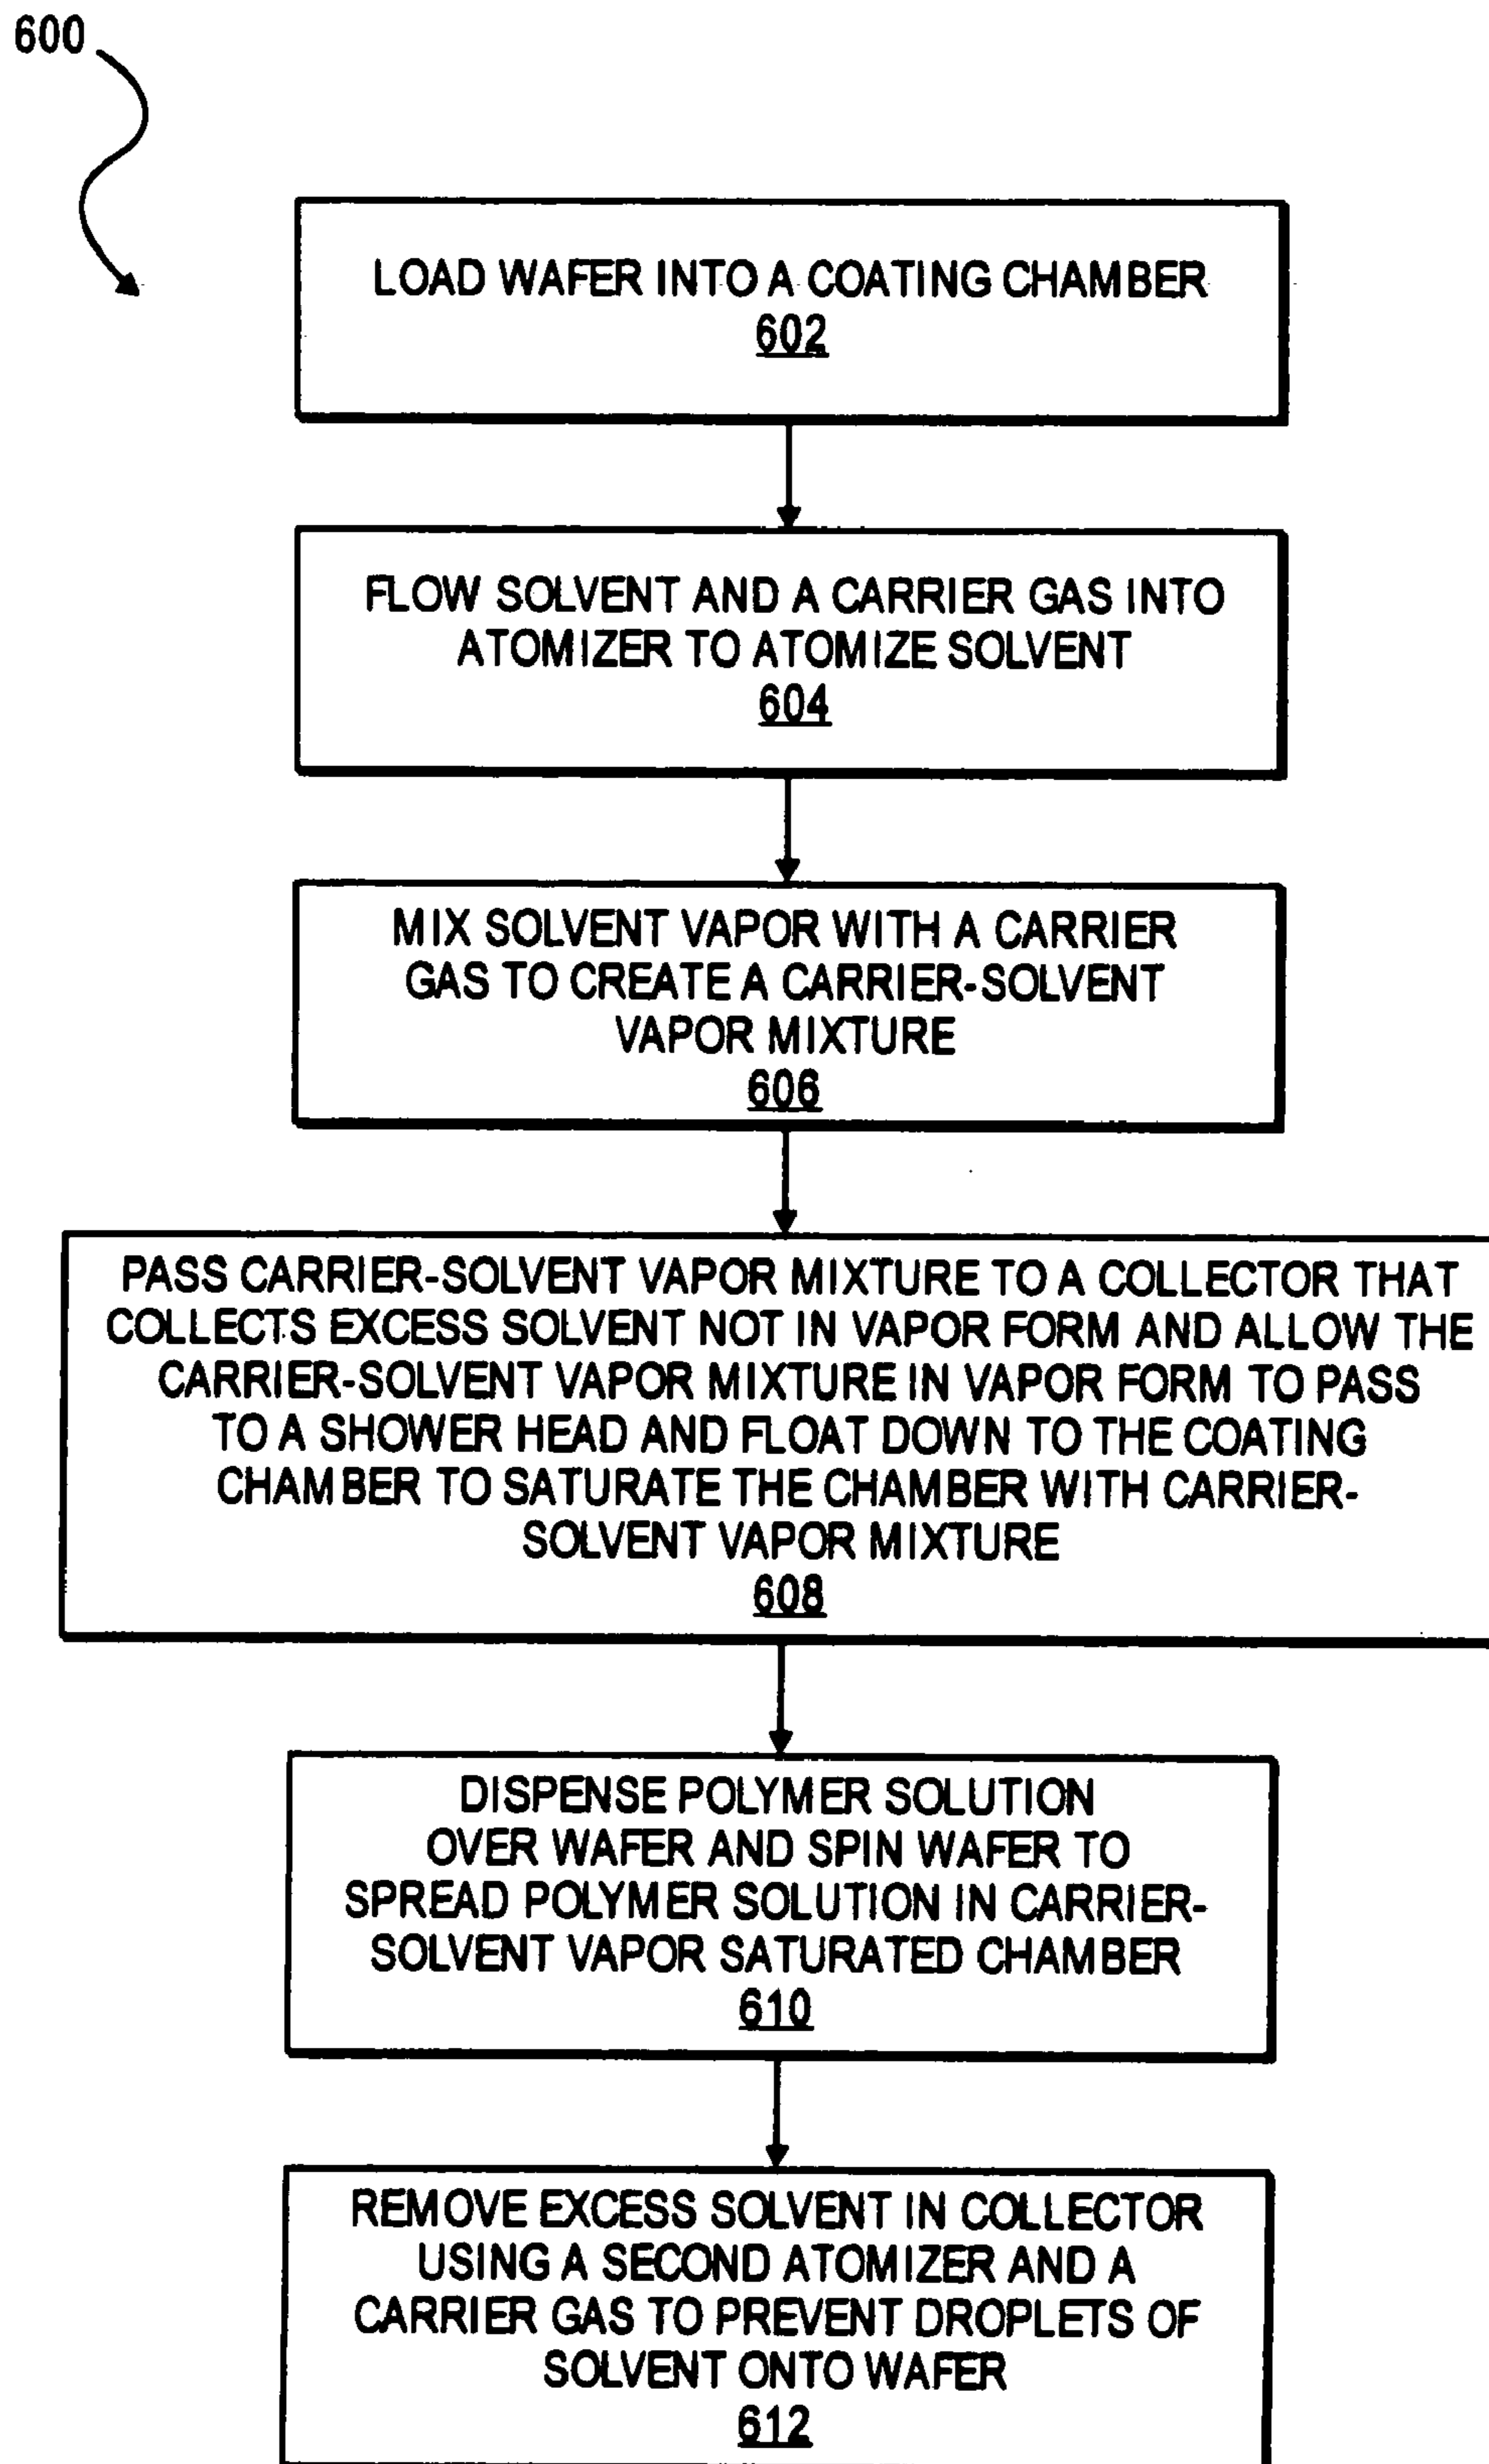 600
LOAD WAFER INTO A COATING CHAMBER
602
FLOW SOLVENT AND A CARRIER GAS INTO
ATOMIZER TO ATOMIZE SOLVENT
604
MIX SOLVENT VAPOR WITH A CARRIER
GAS TO CREATE A CARRIER-SOLVENT
VAPOR MIXTURE
606
PASS CARRIER-SOLVENT VAPOR MIXTURE TO A COLLECTOR THAT
COLLECTS EXCESS SOLVENT NOT IN VAPOR FORM AND ALLOW THE
CARRIER-SOLVENT VAPOR MIXTURE IN VAPOR FORM TO PASS
TO A SHOWER HEAD AND FLOAT DOWN TO THE COATING
CHAMBER TO SATURATE THE CHAMBER WITH CARRIER-
SOLVENT VAPOR MIXTURE
608
DISPENSE POLYMER SOLUTION
OVER WAFER AND SPIN WAFER TO
SPREAD POLYMER SOLUTION IN CARRIER-
SOLVENT VAPOR SATURATED CHAMBER
610
REMOVE EXCESS SOLVENT IN COLLECTOR
USING A SECOND ATOMIZER AND A
CARRIER GAS TO PREVENT DROPLETS OF
SOLVENT ONTO WAFER
612